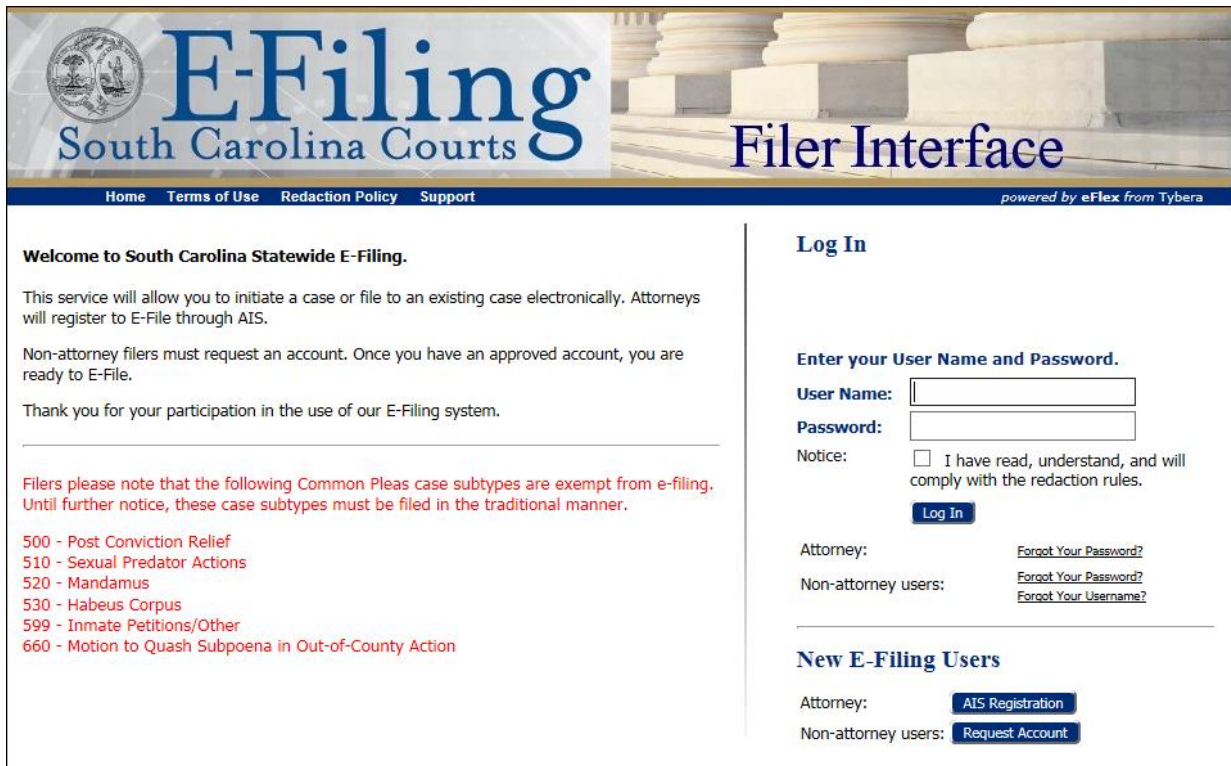 E-Filing
South Carolina Courts
Filer Interface
Home Terms of Use Redaction Policy Support
powered by eFlex from Tybera
Welcome to South Carolina Statewide E-Filing.
This service will allow you to initiate a case or file to an existing case electronically. Attorneys
will register to E-File through AIS.
Non-attorney filers must request an account. Once you have an approved account, you are
ready to E-File.
Thank you for your participation in the use of our E-Filing system.
Filers please note that the following Common Pleas case subtypes are exempt from e-filing.
Until further notice, these case subtypes must be filed in the traditional manner.
500 - Post Conviction Relief
510 - Sexual Predator Actions
520 - Mandamus
530 - Habeus Corpus
599 - Inmate Petitions/Other
660 - Motion to Quash Subpoena in Out-of-County Action
Log In
Enter your User Name and Password.
User Name:
Password:
Notice: I have read, understand, and will
comply with the redaction rules.
Log In
Attorney: Forgot Your Password?
Non-attorney users: Forgot Your Password?
Forgot Your Username?
New E-Filing Users
Attorney: AIS Registration
Non-attorney users: Request Account